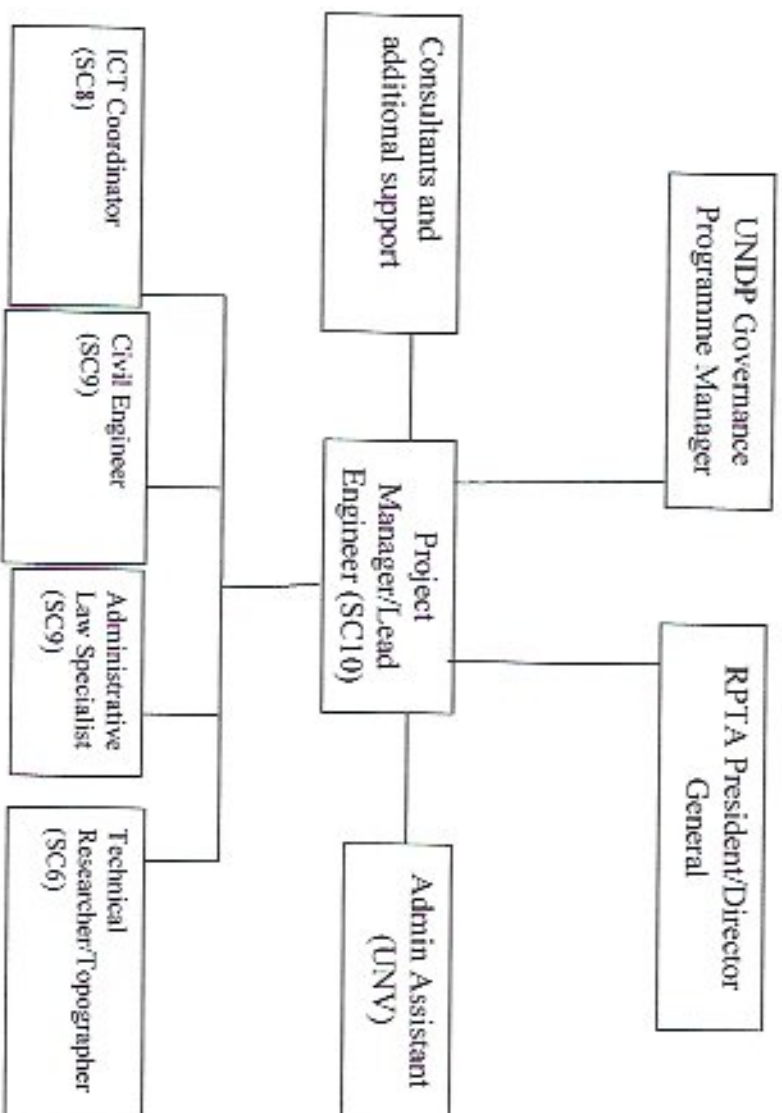 UNDP Governance
Programme Manager
RPTA President/Director
General
Consultants and
additional support
Project
Manager/Lead
Engineer (SC10)
Admin Assistant
(UNV)
ICT Coordinator
(SC8)
Civil Engineer
(SC9)
Administrative
Law Specialist
(SC9)
Technical
Researcher/Topographer
(SC6)